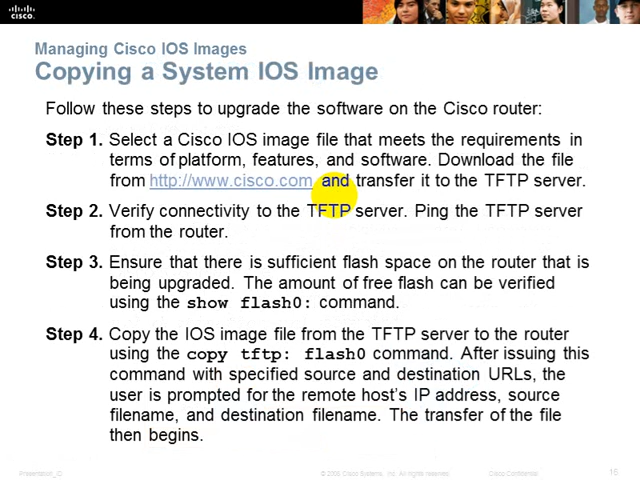 CISCO
Managing Cisco IOS Images
Copying a System IOS Image
Follow these steps to upgrade the software on the Cisco router:
Step 1. Select a Cisco IOS image file that meets the requirements in
terms of platform, features, and software. Download the file
from http://www.cisco.com and transfer it to the TFTP server.
Step 2. Verify connectivity to the TFTP server. Ping the TFTP server
from the router.
Step 3. Ensure that there is sufficient flash space on the router that is
being upgraded. The amount of free flash can be verified
using the show flash0: command.
Step 4. Copy the IOS image file from the TFTP server to the router
using the copy tftp: flash0 command. After issuing this
command with specified source and destination URLs, the
user is prompted for the remote host's IP address, source
filename, and destination filename. The transfer of the file
then begins.
Presentation_ID © 2008 Cisco Systems, Inc. All rights reserved. Cisco Confidential 16